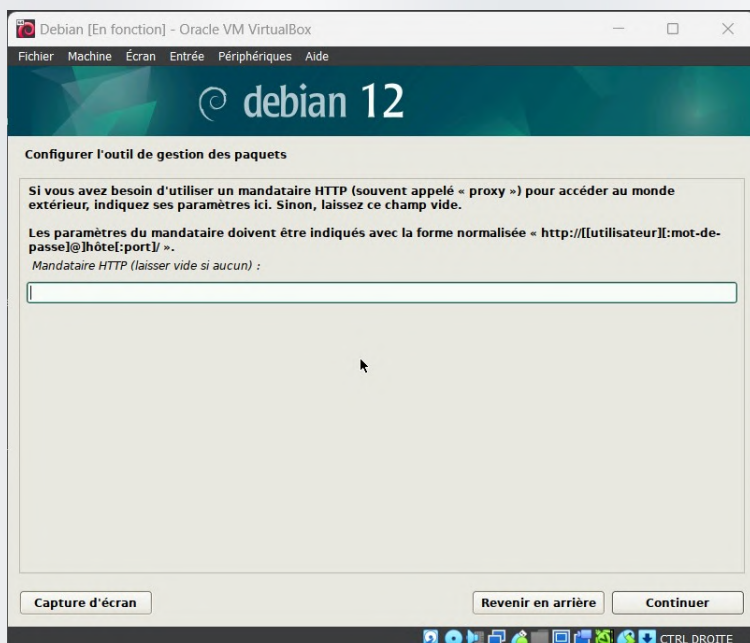 Debian [En fonction] - Oracle VM VirtualBox
Fichier Machine Écran Entrée Périphériques Aide
debian 12
Configurer l'outil de gestion des paquets
Si vous avez besoin d'utiliser un mandataire HTTP (souvent appelé « proxy ») pour accéder au monde
extérieur, indiquez ses paramètres ici. Sinon, laissez ce champ vide.
Les paramètres du mandataire doivent être indiqués avec la forme normalisée « http://[[utilisateur][:mot-de-
passe]@]hôte[:port]/ ».
Mandataire HTTP (laisser vide si aucun) :
Capture d'écran
Revenir en arrière
Continuer
CTRL DROITE